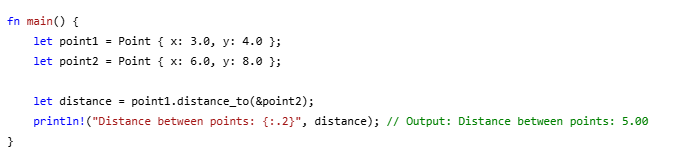 fn main() {
    let point1 = Point { x: 3.0, y: 4.0 };
    let point2 = Point { x: 6.0, y: 8.0 };

    let distance = point1.distance_to(&point2);
    println!("Distance between points: {:.2}", distance); // Output: Distance between points: 5.00
}